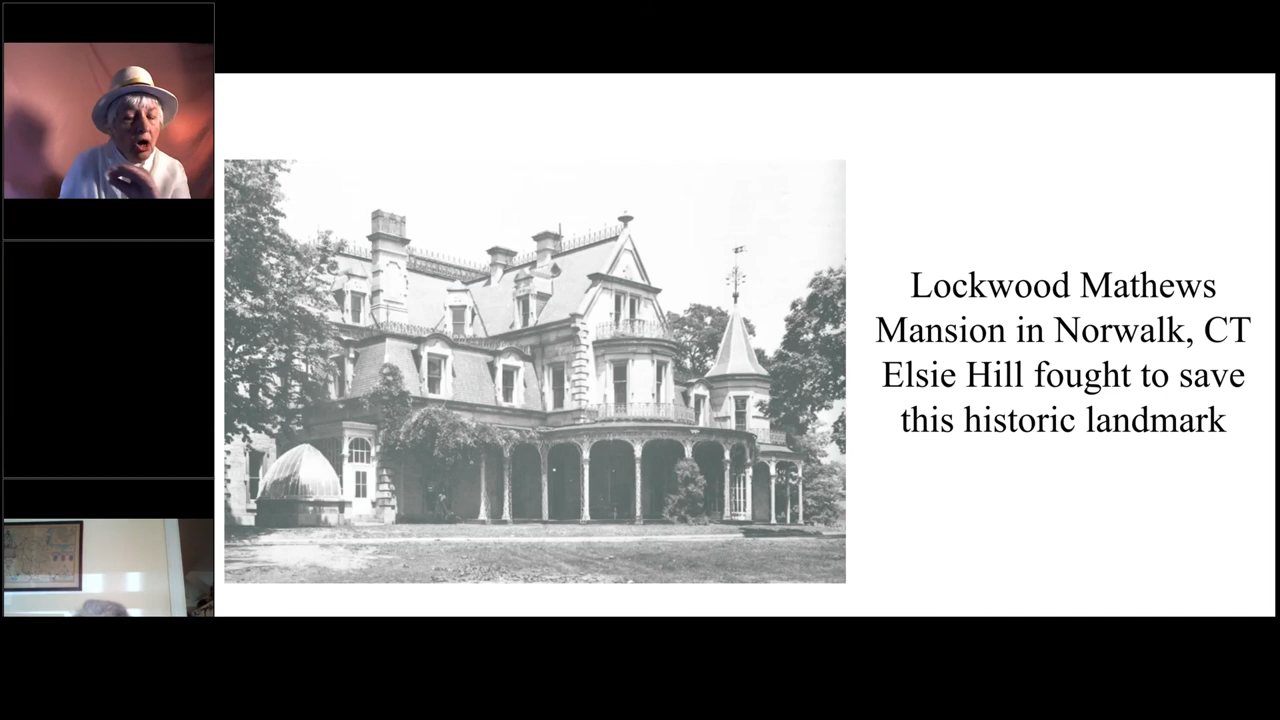 Lockwood Mathews
Mansion in Norwalk, CT
Elsie Hill fought to save
this historic landmark